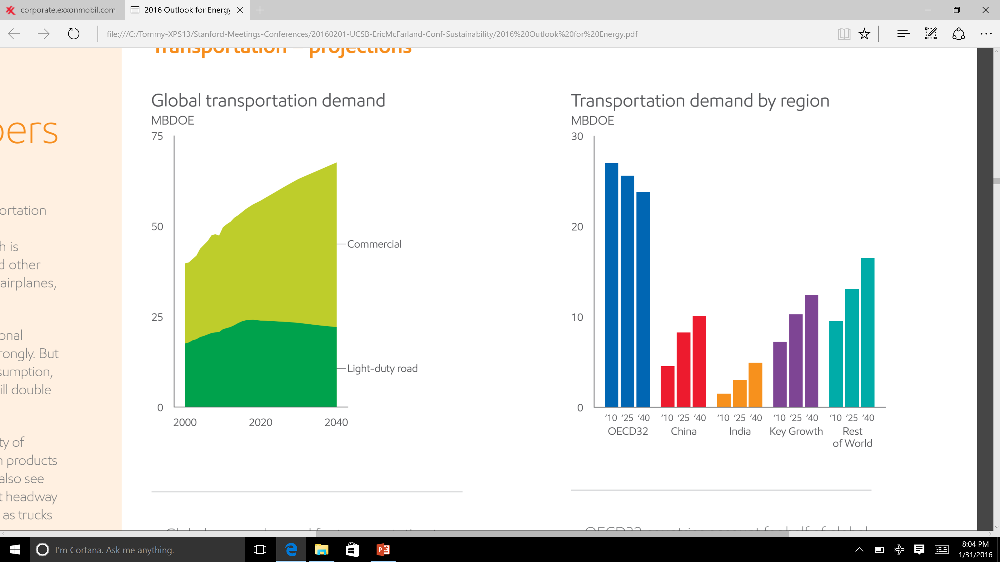 corporate.exxonmobil.com
2016 Outlook for Energy
file:///C:/Tommy-XPS13/Stanford-Meetings-Conferences/20160201-UCSB-EricMcFarland-Conf-Sustainability/2016%20Outlook%20for%20Energy.pdf
Transportation – projections
bers
ortation
h is
d other
airplanes,
onal
rongly. But
sumption,
ill double
ty of
n products
also see
t headway
as trucks
Global transportation demand
MBDOE
75
50
25
0
2000 2020 2040
Commercial
Light-duty road
Transportation demand by region
MBDOE
30
20
10
0
‘10 ‘25 ‘40 ‘10 ‘25 ‘40 ‘10 ‘25 ‘40 ‘10 ‘25 ‘40 ‘10 ‘25 ‘40
OECD32 China India Key Growth Rest
of World
I'm Cortana. Ask me anything.
8:04 PM
1/31/2016